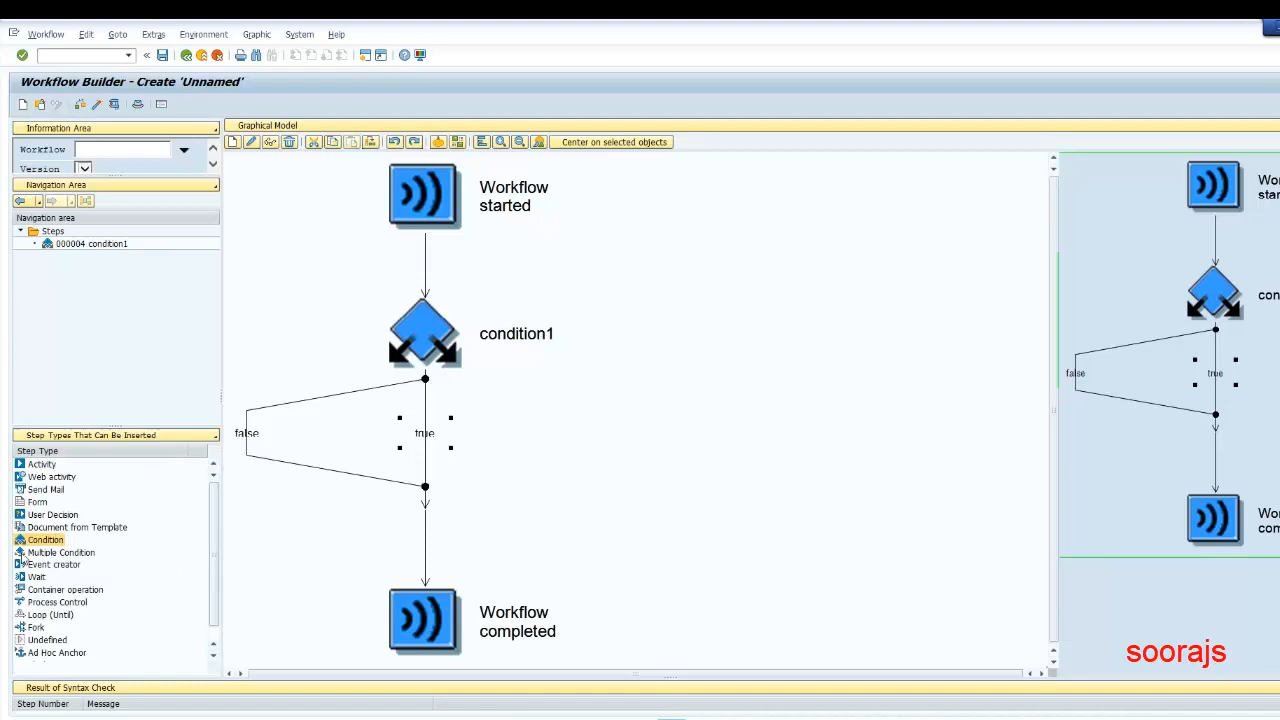 Workflow Edit Goto Extras Environment Graphic System Help
Workflow Builder - Create 'Unnamed'
Information Area
Workflow
Version
Navigation Area
Navigation area
Steps
000004 condition1
Step Types That Can Be Inserted
Step Type
Activity
Web activity
Send Mail
Form
User Decision
Document from Template
Condition
Multiple Condition
Event creator
Wait
Container operation
Process Control
Loop (Until)
Fork
Undefined
Ad Hoc Anchor
Graphical Model
Center on selected objects
Workflow
started
condition1
false
true
Workflow
completed
false
true
soorajs
Result of Syntax Check
Step Number Message